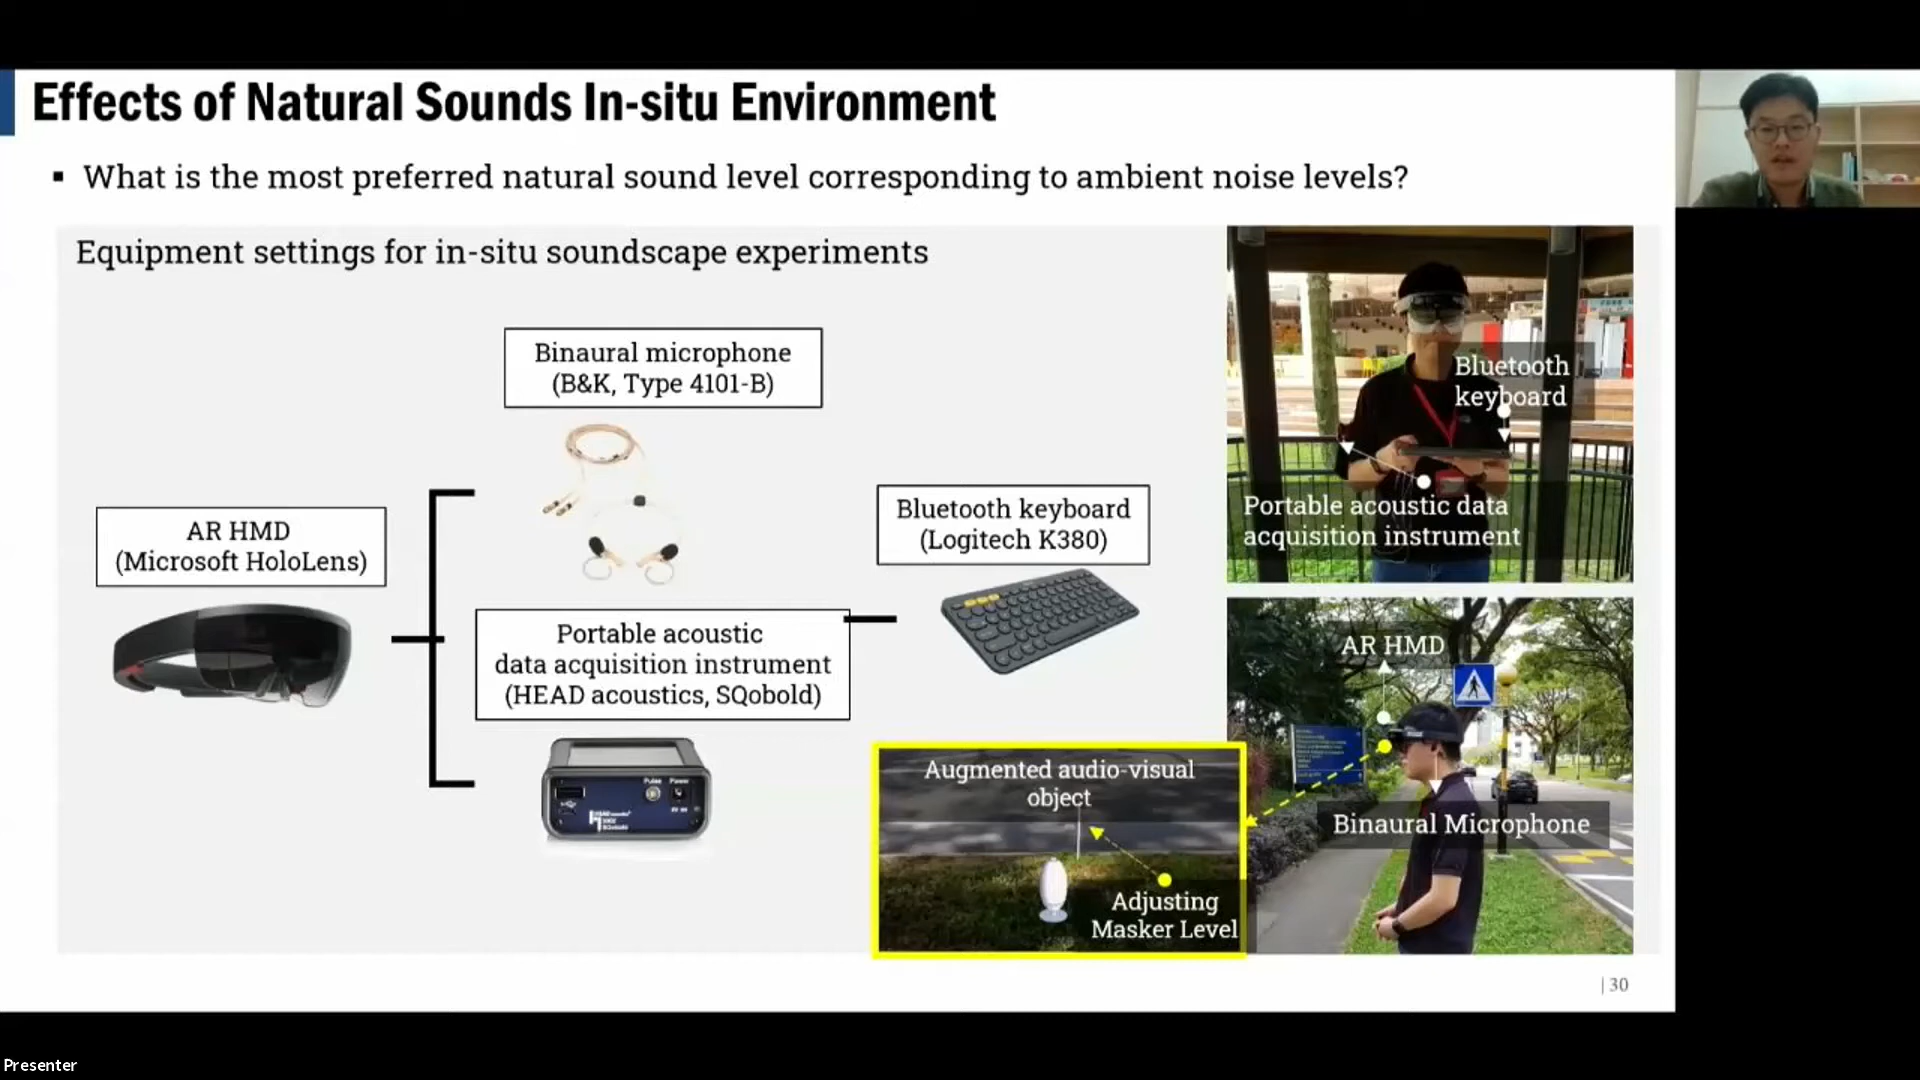 Effects of Natural Sounds In-situ Environment
▪ What is the most preferred natural sound level corresponding to ambient noise levels?
Equipment settings for in-situ soundscape experiments
Binaural microphone
(B&K, Type 4101-B)
AR HMD
(Microsoft HoloLens)
Portable acoustic
data acquisition instrument
(HEAD acoustics, SQobold)
Pulse Power
Bluetooth keyboard
(Logitech K380)
Bluetooth
keyboard
Portable acoustic data
acquisition instrument
AR HMD
Binaural Microphone
Augmented audio-visual
object
Adjusting
Masker Level
| 30
Presenter